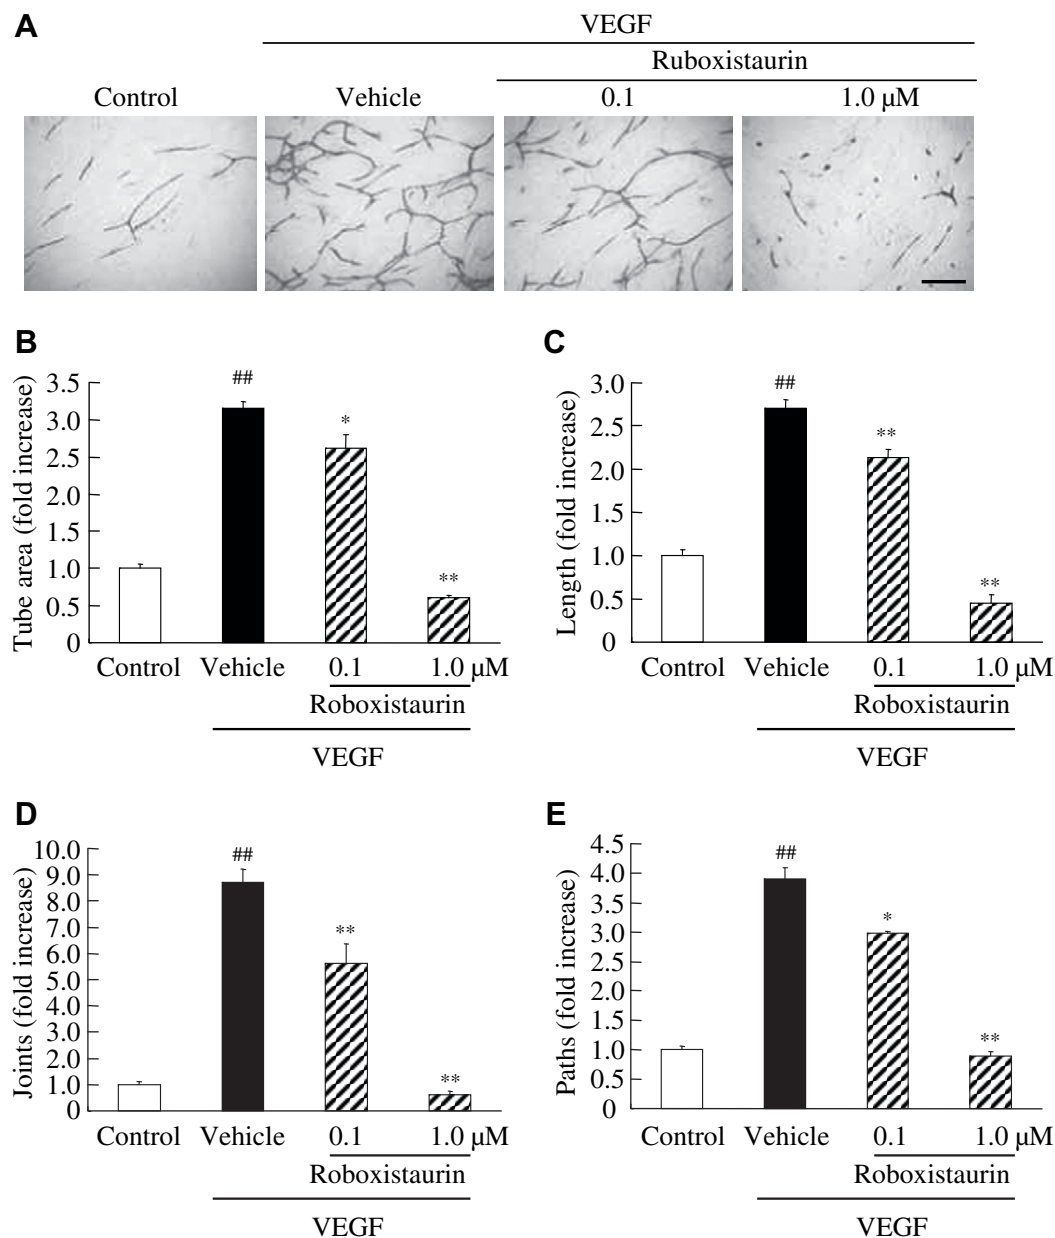 A
VEGF
Ruboxistaurin
Control Vehicle 0.1 1.0 µM
B
Tube area (fold increase)
3.5
3.0
2.5
2.0
1.5
1.0
0.5
0
##
*
**
Control Vehicle 0.1 1.0 µM
Roboxistaurin
VEGF
C
Length (fold increase)
3.0
2.5
2.0
1.5
1.0
0.5
0
##
**
**
Control Vehicle 0.1 1.0 µM
Roboxistaurin
VEGF
D
Joints (fold increase)
10.0
9.0
8.0
7.0
6.0
5.0
4.0
3.0
2.0
1.0
0
##
**
**
Control Vehicle 0.1 1.0 µM
Roboxistaurin
VEGF
E
Paths (fold increase)
4.5
4.0
3.5
3.0
2.5
2.0
1.5
1.0
0.5
0
##
*
**
Control Vehicle 0.1 1.0 µM
Roboxistaurin
VEGF